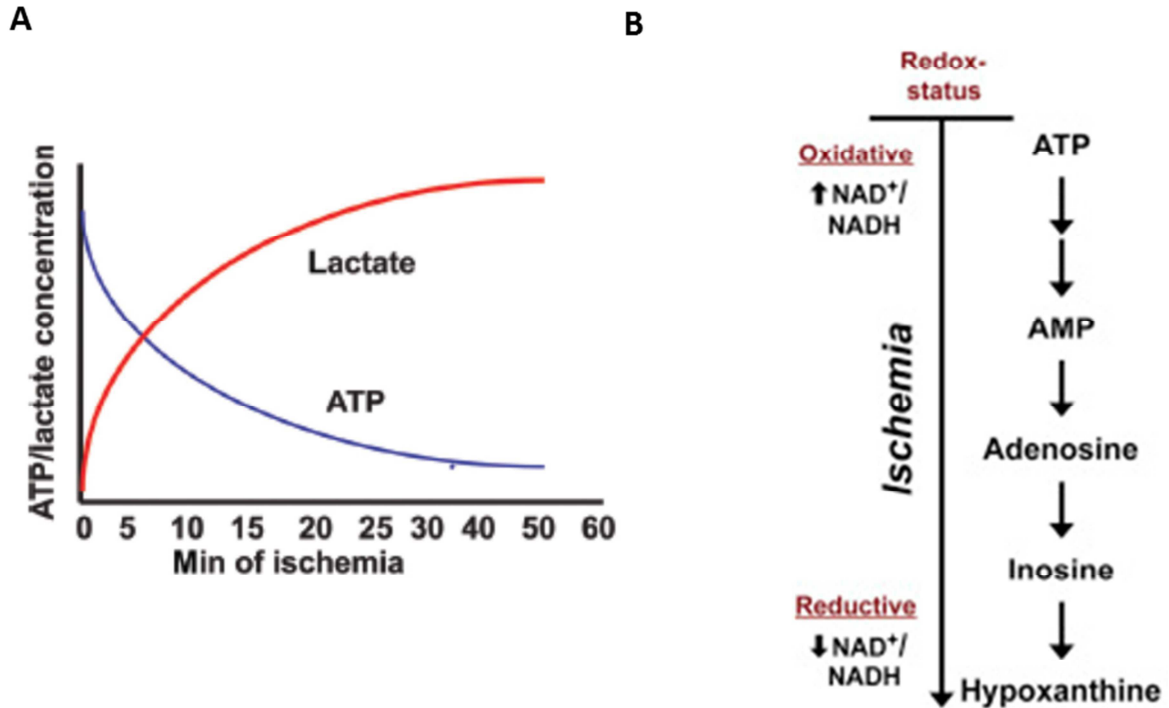 A
ATP/lactate concentration
Lactate
ATP
0 5 10 15 20 25 30 40 50 60
Min of ischemia
B
Redox-
status
Oxidative
⬆NAD⁺/
NADH
Ischemia
Reductive
⬇NAD⁺/
NADH
ATP
AMP
Adenosine
Inosine
Hypoxanthine